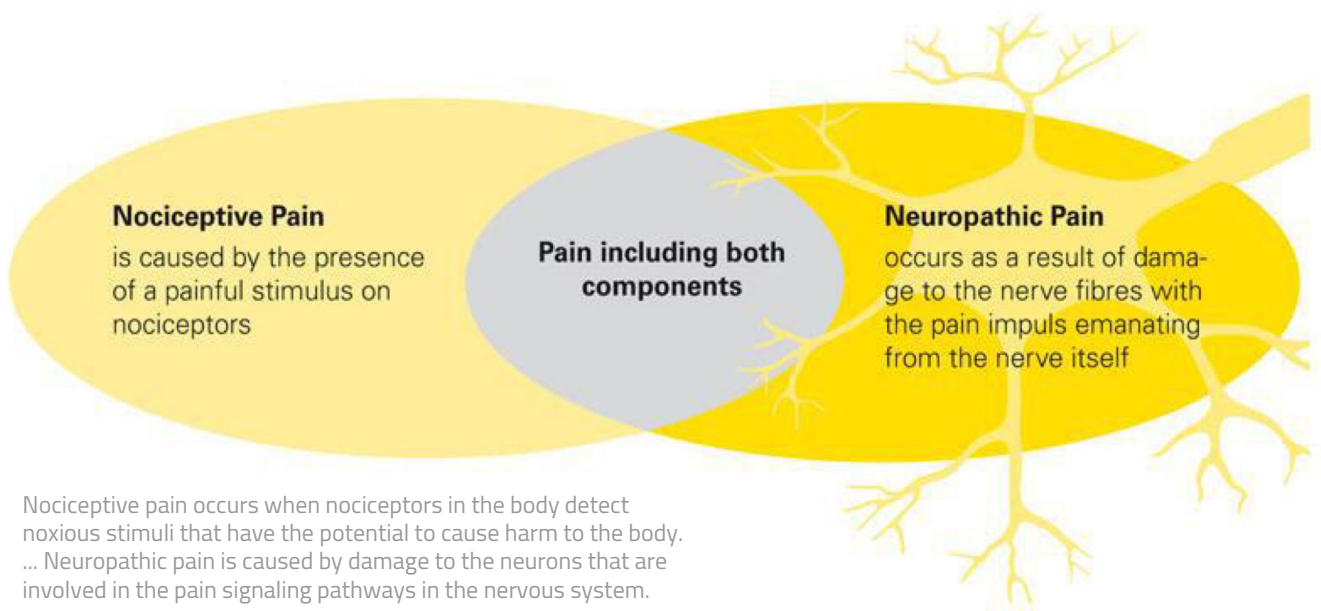 Nociceptive Pain
is caused by the presence
of a painful stimulus on
nociceptors
Pain including both
components
Neuropathic Pain
occurs as a result of dama-
ge to the nerve fibres with
the pain impuls emanating
from the nerve itself
Nociceptive pain occurs when nociceptors in the body detect
noxious stimuli that have the potential to cause harm to the body.
... Neuropathic pain is caused by damage to the neurons that are
involved in the pain signaling pathways in the nervous system.